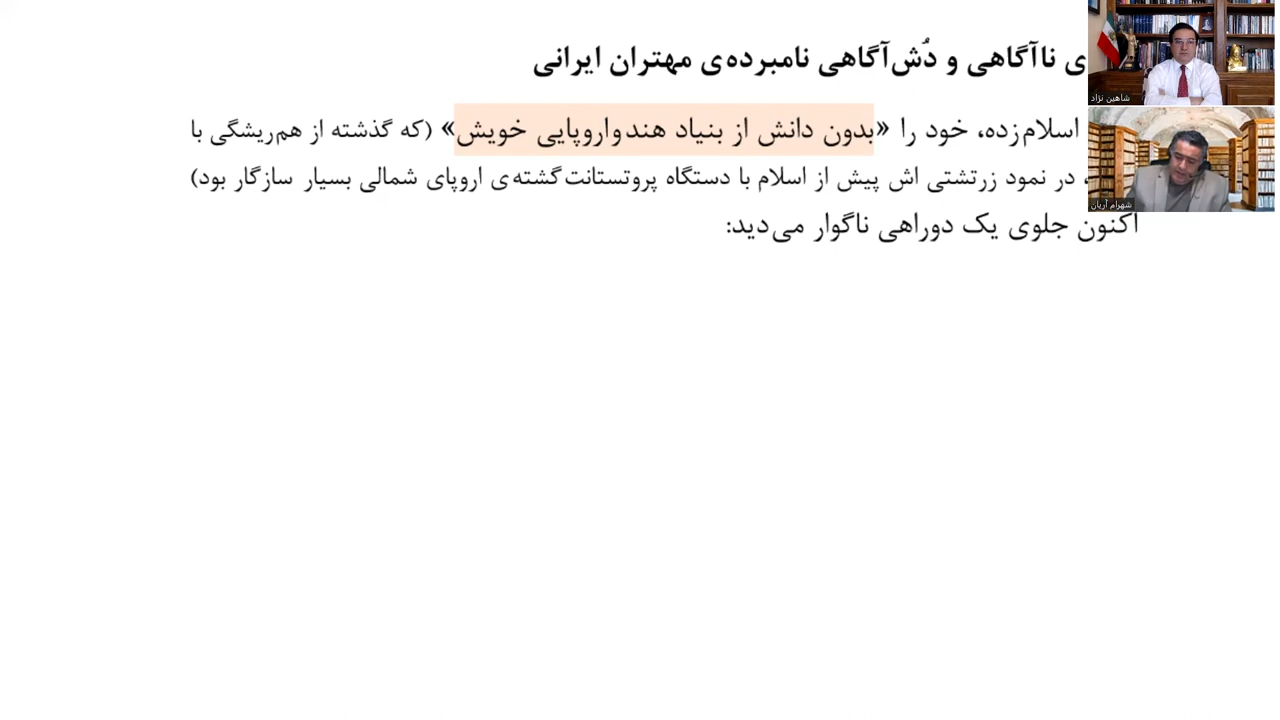 ی ناآگاهی و دُش‌آگاهی نامبرده‌ی مهتران ایرانی
اسلام‌زده، خود را «بدون دانش از بنیاد هندواروپایی خویش» (که گذشته از هم‌ریشگی با
، در نمود زرتشتی اش پیش از اسلام با دستگاه پروتستانت‌گشته‌ی اروپای شمالی بسیار سازگار بود)
اکنون جلوی یک دوراهی ناگوار می‌دید:
شاهین نژاد
شهرام آریان